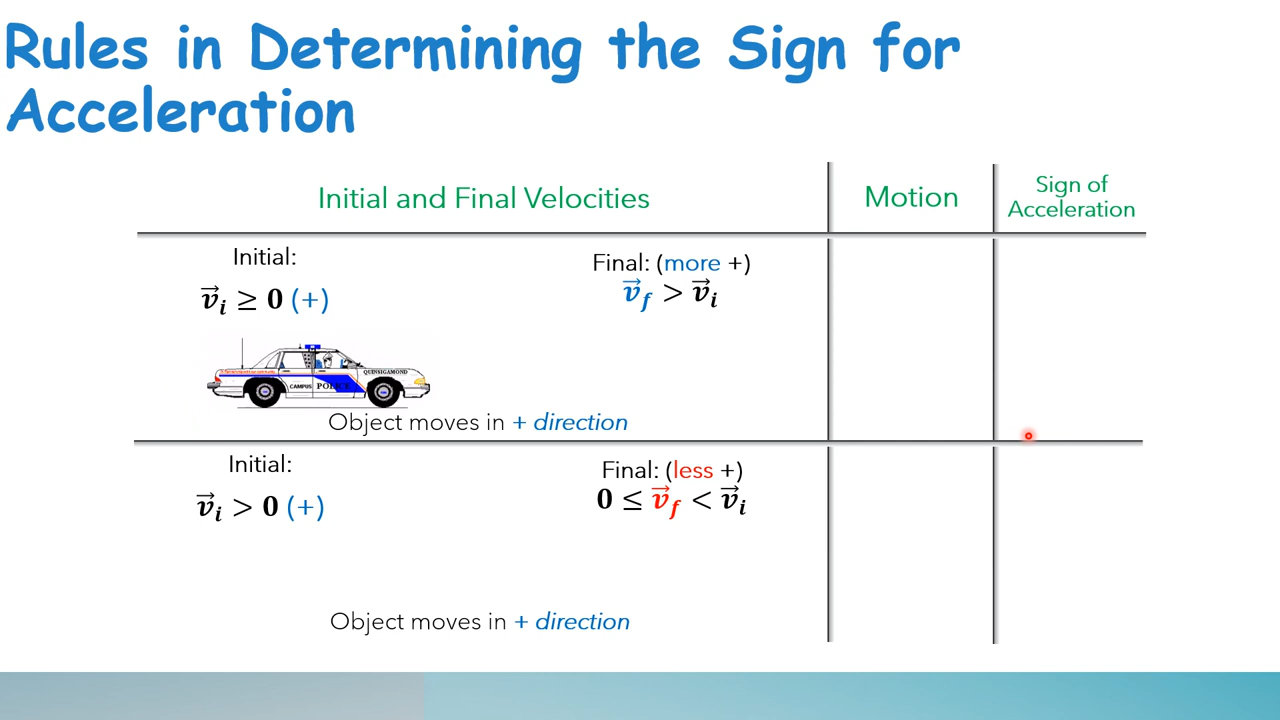 Rules in Determining the Sign for
Acceleration
Initial and Final Velocities
Motion
Sign of
Acceleration
Initial:
v⃗ᵢ ≥ 0 (+)
Final: (more +)
v⃗f > v⃗ᵢ
QUINSIGAMOND
CAMPUS POLICE
Object moves in + direction
Initial:
v⃗ᵢ > 0 (+)
Final: (less +)
0 ≤ v⃗f < v⃗ᵢ
Object moves in + direction